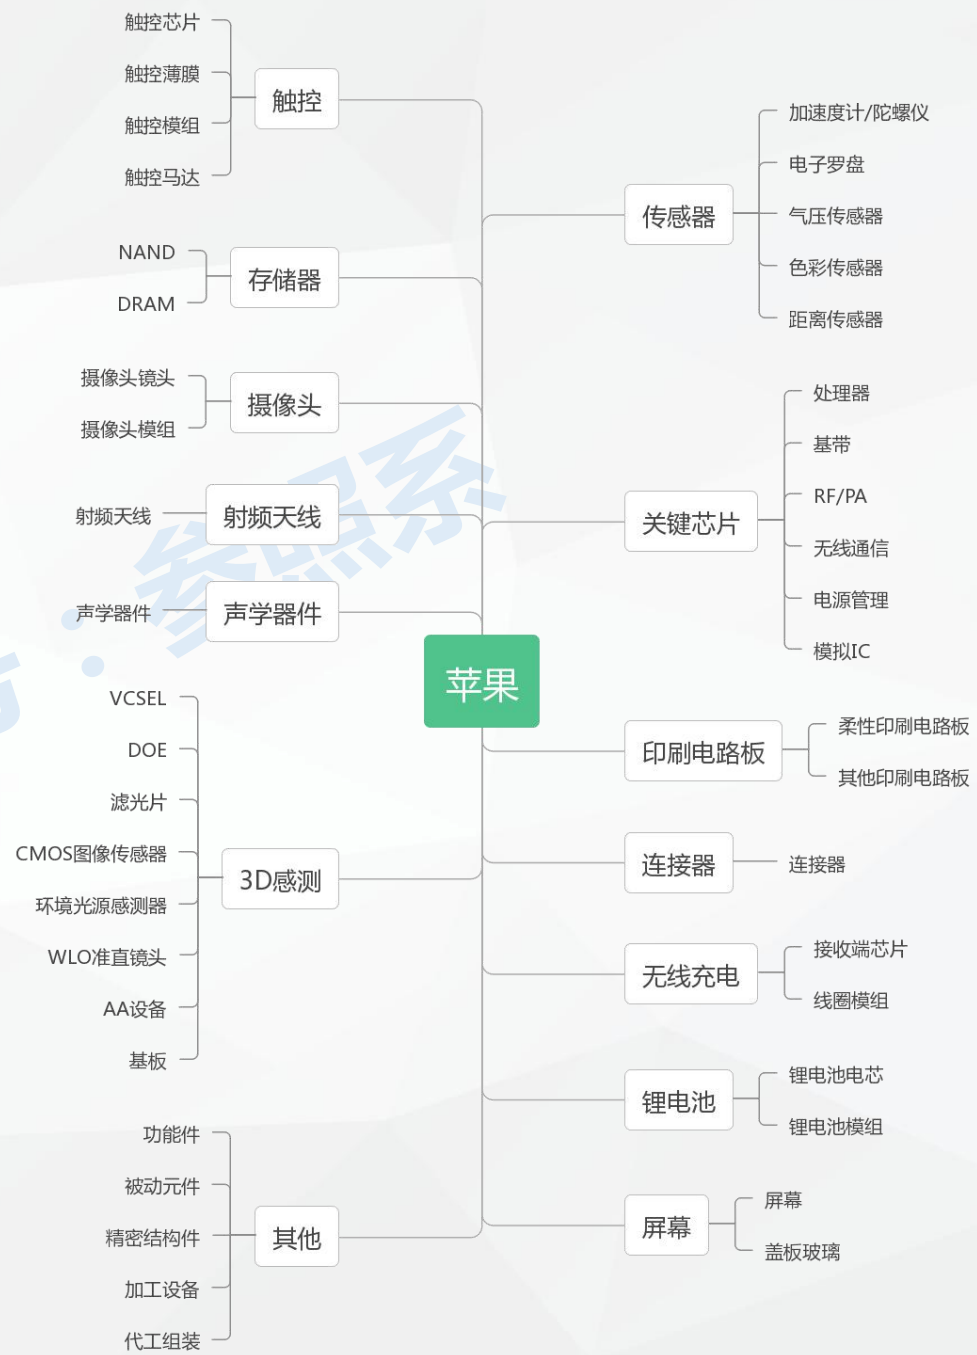 苹果
触控
触控芯片
触控薄膜
触控模组
触控马达
存储器
NAND
DRAM
摄像头
摄像头镜头
摄像头模组
射频天线
射频天线
声学器件
声学器件
3D感测
VCSEL
DOE
滤光片
CMOS图像传感器
环境光源感测器
WLO准直镜头
AA设备
基板
其他
功能件
被动元件
精密结构件
加工设备
代工组装
传感器
加速度计/陀螺仪
电子罗盘
气压传感器
色彩传感器
距离传感器
关键芯片
处理器
基带
RF/PA
无线通信
电源管理
模拟IC
印刷电路板
柔性印刷电路板
其他印刷电路板
连接器
连接器
无线充电
接收端芯片
线圈模组
锂电池
锂电池电芯
锂电池模组
屏幕
屏幕
盖板玻璃
：参照系